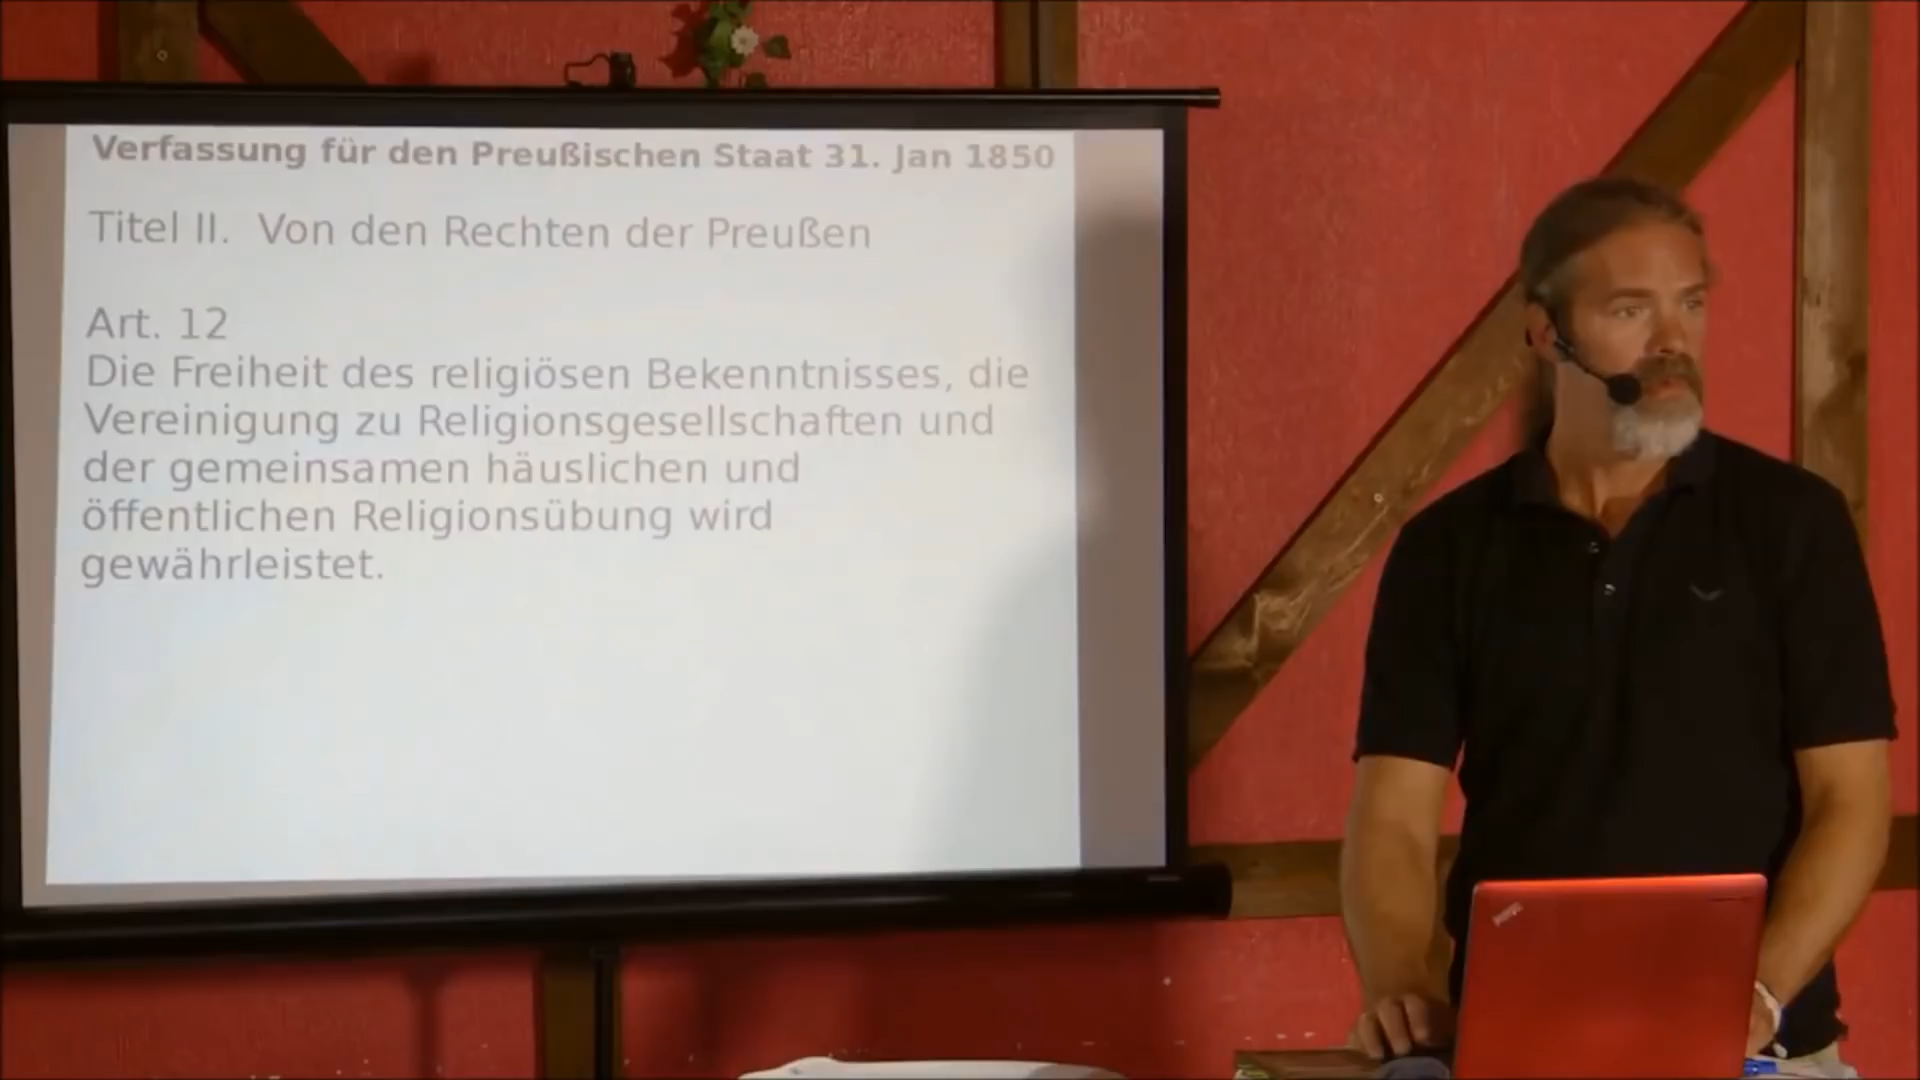 Verfassung für den Preußischen Staat 31. Jan 1850
Titel II. Von den Rechten der Preußen
Art. 12
Die Freiheit des religiösen Bekenntnisses, die
Vereinigung zu Religionsgesellschaften und
der gemeinsamen häuslichen und
öffentlichen Religionsübung wird
gewährleistet.